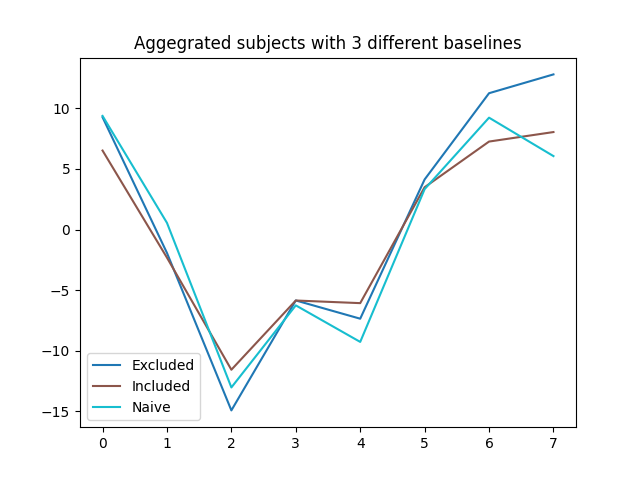 Aggegrated subjects with 3 different baselines
10
5
0
−5
−10
−15
Excluded
Included
Naive
0 1 2 3 4 5 6 7